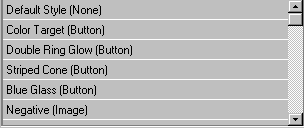 Default Style (None)
Color Target (Button)
Double Ring Glow (Button)
Striped Cone (Button)
Blue Glass (Button)
Negative (Image)